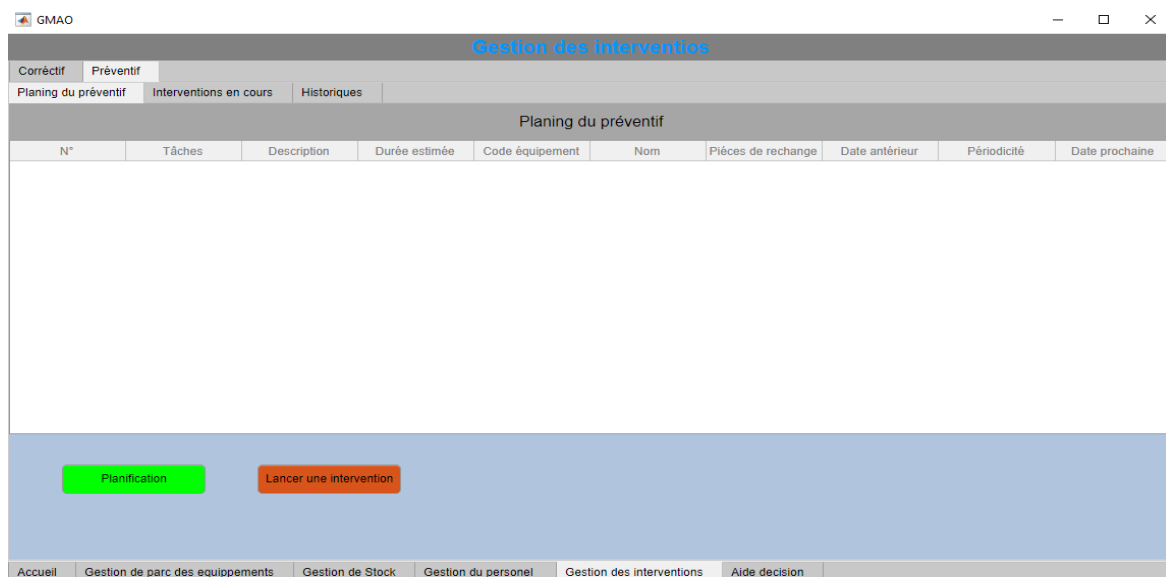 GMAO
Gestion des interventios
Corrèctif Préventif
Planing du préventif Interventions en cours Historiques
Planing du préventif
N° Tâches Description Durée estimée Code équipement Nom Pièces de rechange Date antérieur Périodicité Date prochaine
Planification Lancer une intervention
Accueil Gestion de parc des equippements Gestion de Stock Gestion du personel Gestion des interventions Aide decision